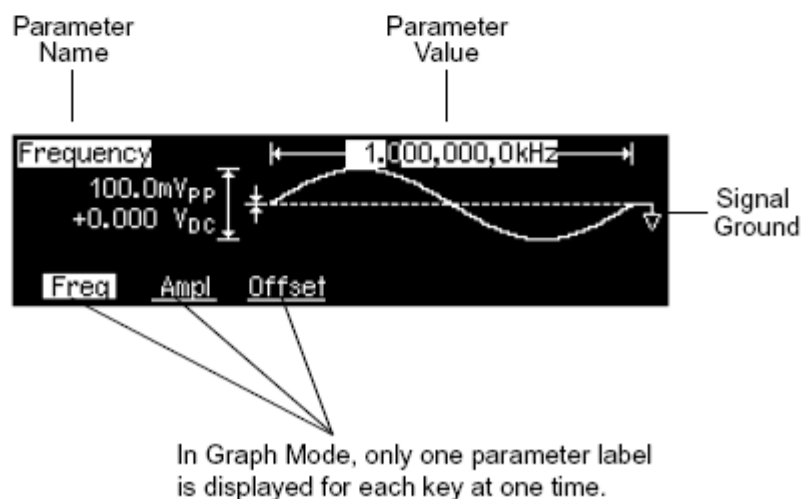 Parameter
Name
Parameter
Value
Frequency
1.000,000,0kHz
100.0mVPP
+0.000 VDC
Signal
Ground
Freq Ampl Offset
In Graph Mode, only one parameter label
is displayed for each key at one time.